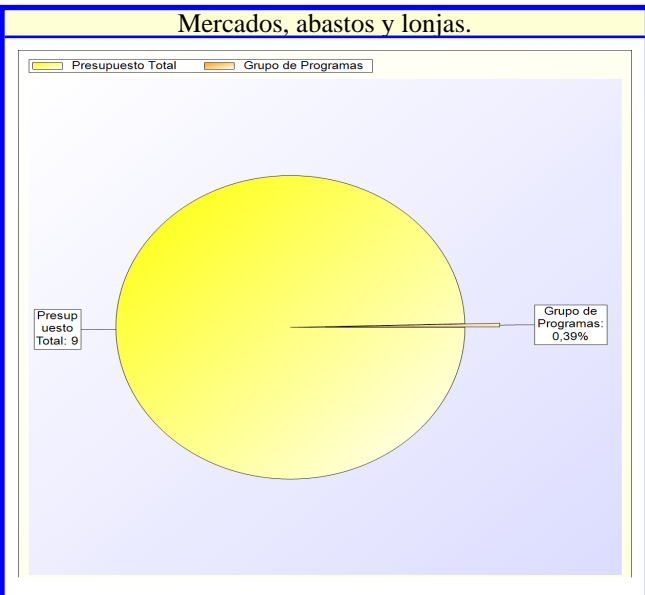 Mercados, abastos y lonjas.
Presupuesto Total
Grupo de Programas
Presup
uesto
Total: 9
Grupo de
Programas:
0,39%